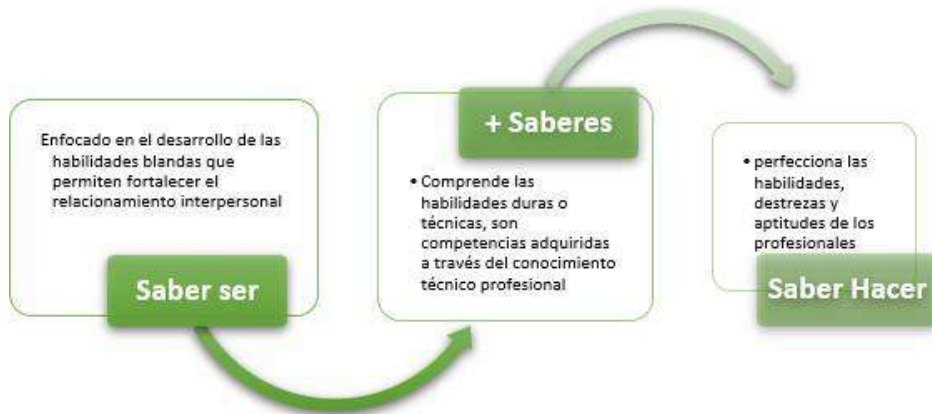 Enfocado en el desarrollo de las
habilidades blandas que
permiten fortalecer el
relacionamiento interpersonal
Saber ser
+ Saberes
• Comprende las
habilidades duras o
técnicas, son
competencias adquiridas
a través del conocimiento
técnico profesional
• perfecciona las
habilidades,
destrezas y
aptitudes de los
profesionales
Saber Hacer